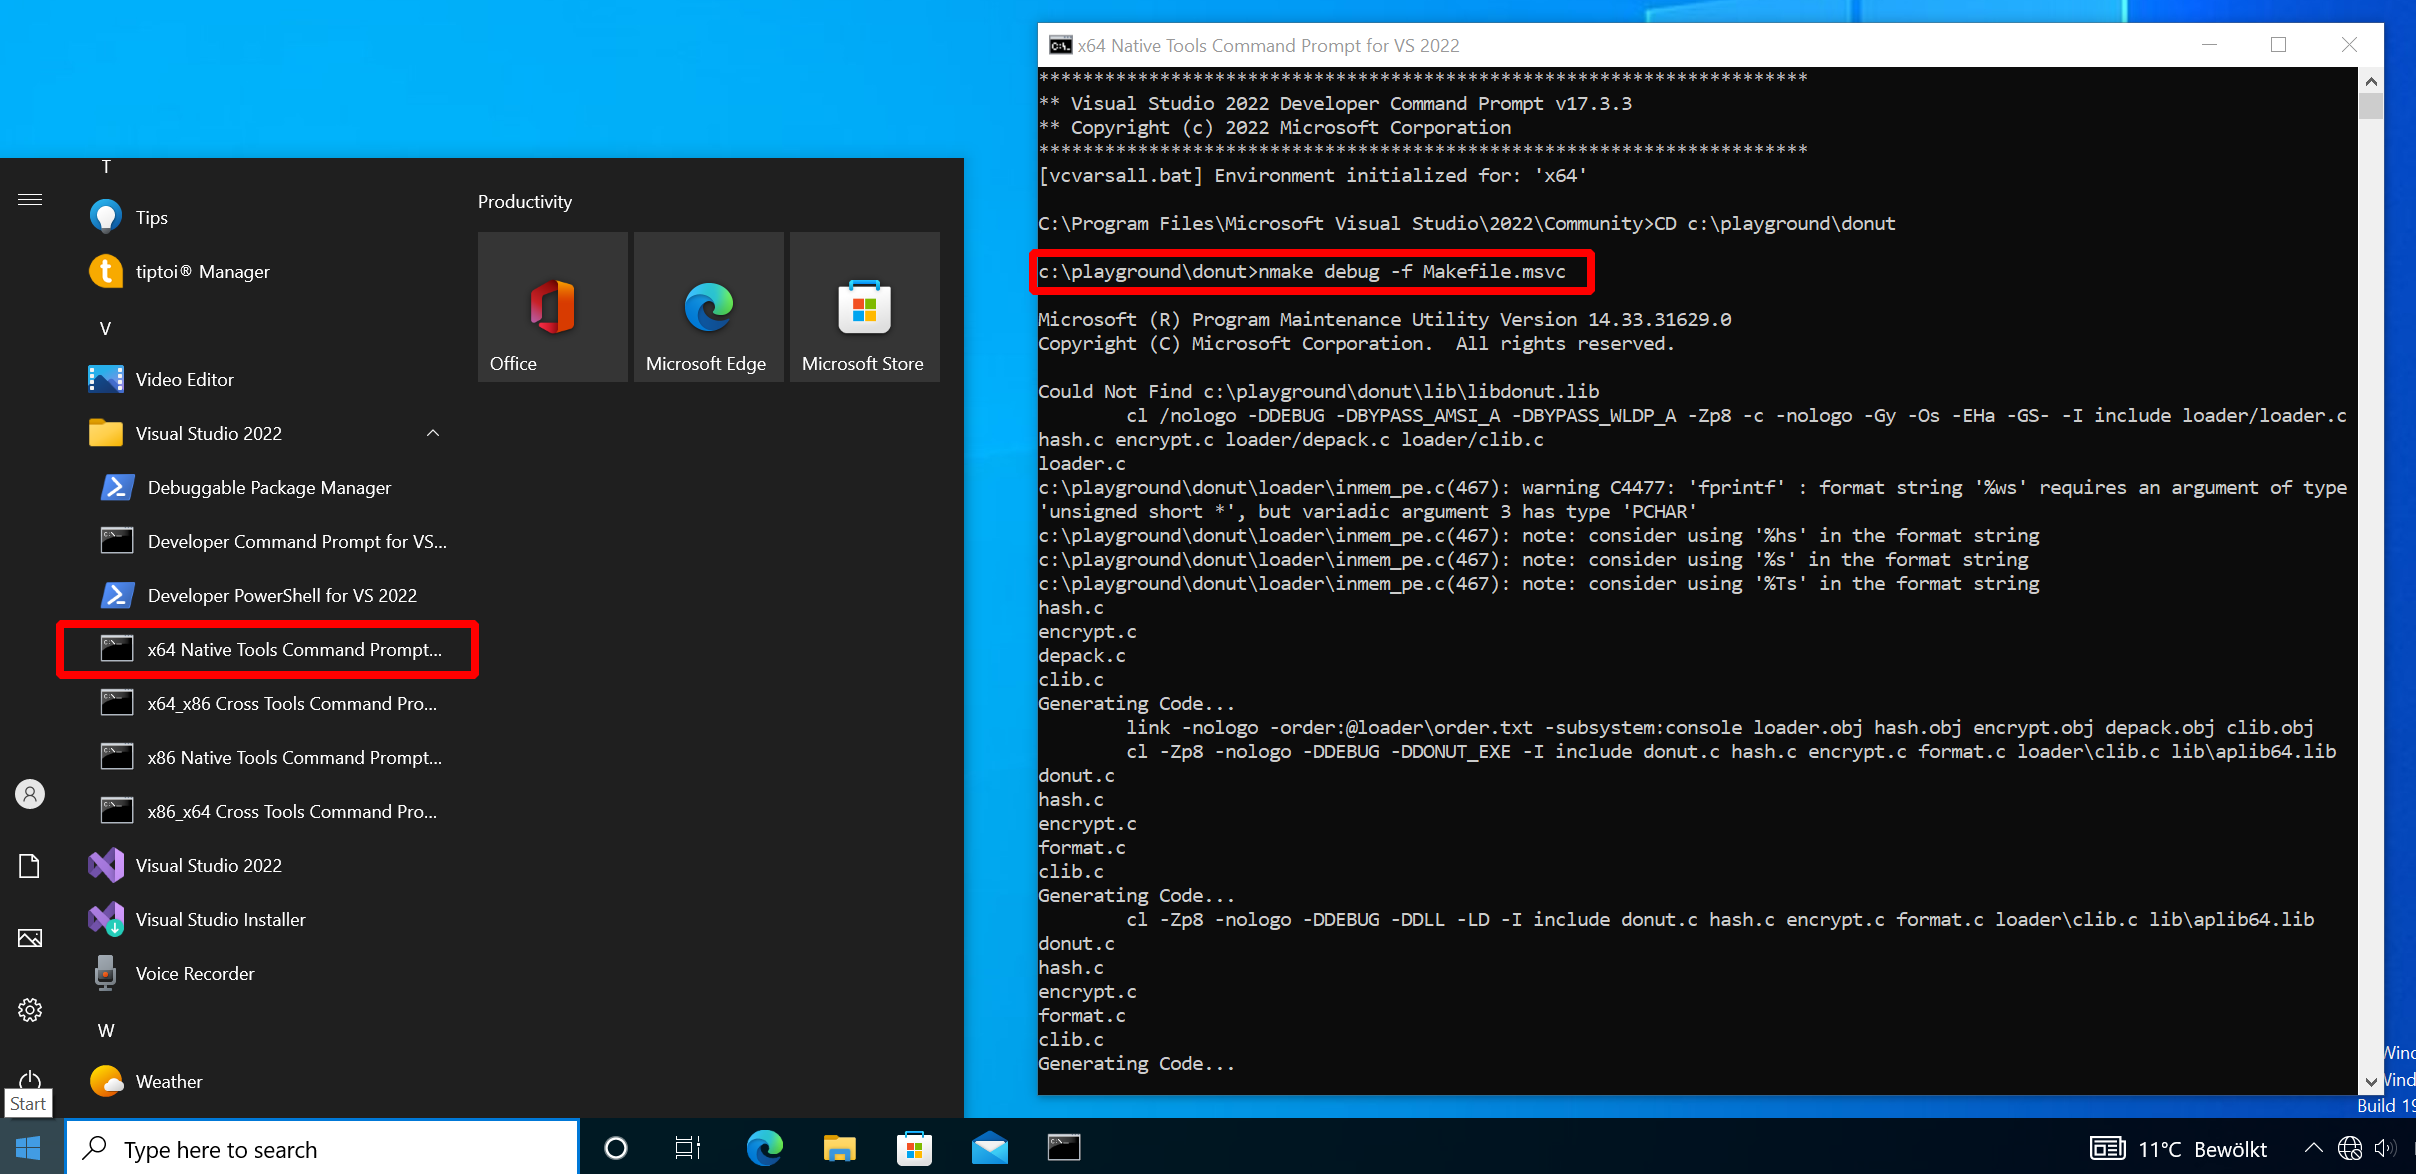 T
Tips
tiptoi® Manager
V
Video Editor
Visual Studio 2022
Debuggable Package Manager
Developer Command Prompt for VS...
Developer PowerShell for VS 2022
x64 Native Tools Command Prompt...
x64_x86 Cross Tools Command Pro...
x86 Native Tools Command Prompt...
x86_x64 Cross Tools Command Pro...
Visual Studio 2022
Visual Studio Installer
Voice Recorder
W
Weather
Start
Productivity
Office
Microsoft Edge
Microsoft Store
Type here to search
x64 Native Tools Command Prompt for VS 2022
**********************************************************************
** Visual Studio 2022 Developer Command Prompt v17.3.3
** Copyright (c) 2022 Microsoft Corporation
**********************************************************************
[vcvarsall.bat] Environment initialized for: 'x64'
C:\Program Files\Microsoft Visual Studio\2022\Community>CD c:\playground\donut
c:\playground\donut>nmake debug -f Makefile.msvc
Microsoft (R) Program Maintenance Utility Version 14.33.31629.0
Copyright (C) Microsoft Corporation.  All rights reserved.
Could Not Find c:\playground\donut\lib\libdonut.lib
        cl /nologo -DDEBUG -DBYPASS_AMSI_A -DBYPASS_WLDP_A -Zp8 -c -nologo -Gy -Os -EHa -GS- -I include loader/loader.c
hash.c encrypt.c loader/depack.c loader/clib.c
loader.c
c:\playground\donut\loader\inmem_pe.c(467): warning C4477: 'fprintf' : format string '%ws' requires an argument of type
'unsigned short *', but variadic argument 3 has type 'PCHAR'
c:\playground\donut\loader\inmem_pe.c(467): note: consider using '%hs' in the format string
c:\playground\donut\loader\inmem_pe.c(467): note: consider using '%s' in the format string
c:\playground\donut\loader\inmem_pe.c(467): note: consider using '%Ts' in the format string
hash.c
encrypt.c
depack.c
clib.c
Generating Code...
        link -nologo -order:@loader\order.txt -subsystem:console loader.obj hash.obj encrypt.obj depack.obj clib.obj
        cl -Zp8 -nologo -DDEBUG -DDONUT_EXE -I include donut.c hash.c encrypt.c format.c loader\clib.c lib\aplib64.lib
donut.c
hash.c
encrypt.c
format.c
clib.c
Generating Code...
        cl -Zp8 -nologo -DDEBUG -DDLL -LD -I include donut.c hash.c encrypt.c format.c loader\clib.c lib\aplib64.lib
donut.c
hash.c
encrypt.c
format.c
clib.c
Generating Code...
Build 19
11°C Bewölkt